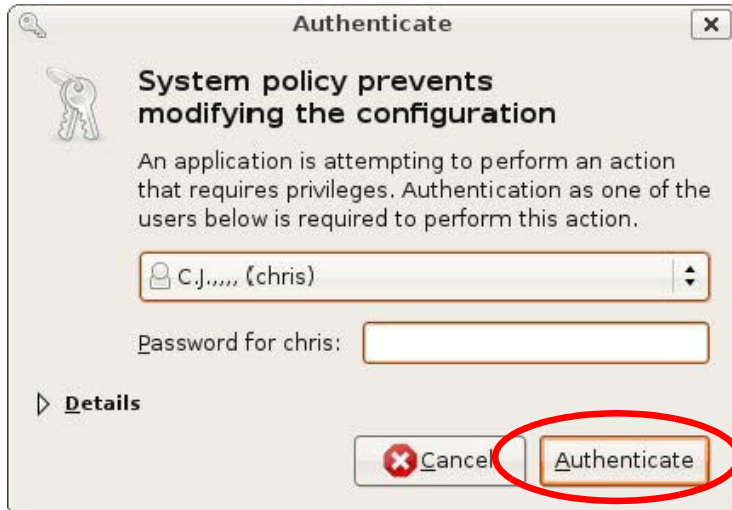 Authenticate
System policy prevents
modifying the configuration
An application is attempting to perform an action
that requires privileges. Authentication as one of the
users below is required to perform this action.
C.J.,,,, (chris)
Password for chris:
Details
Cancel Authenticate